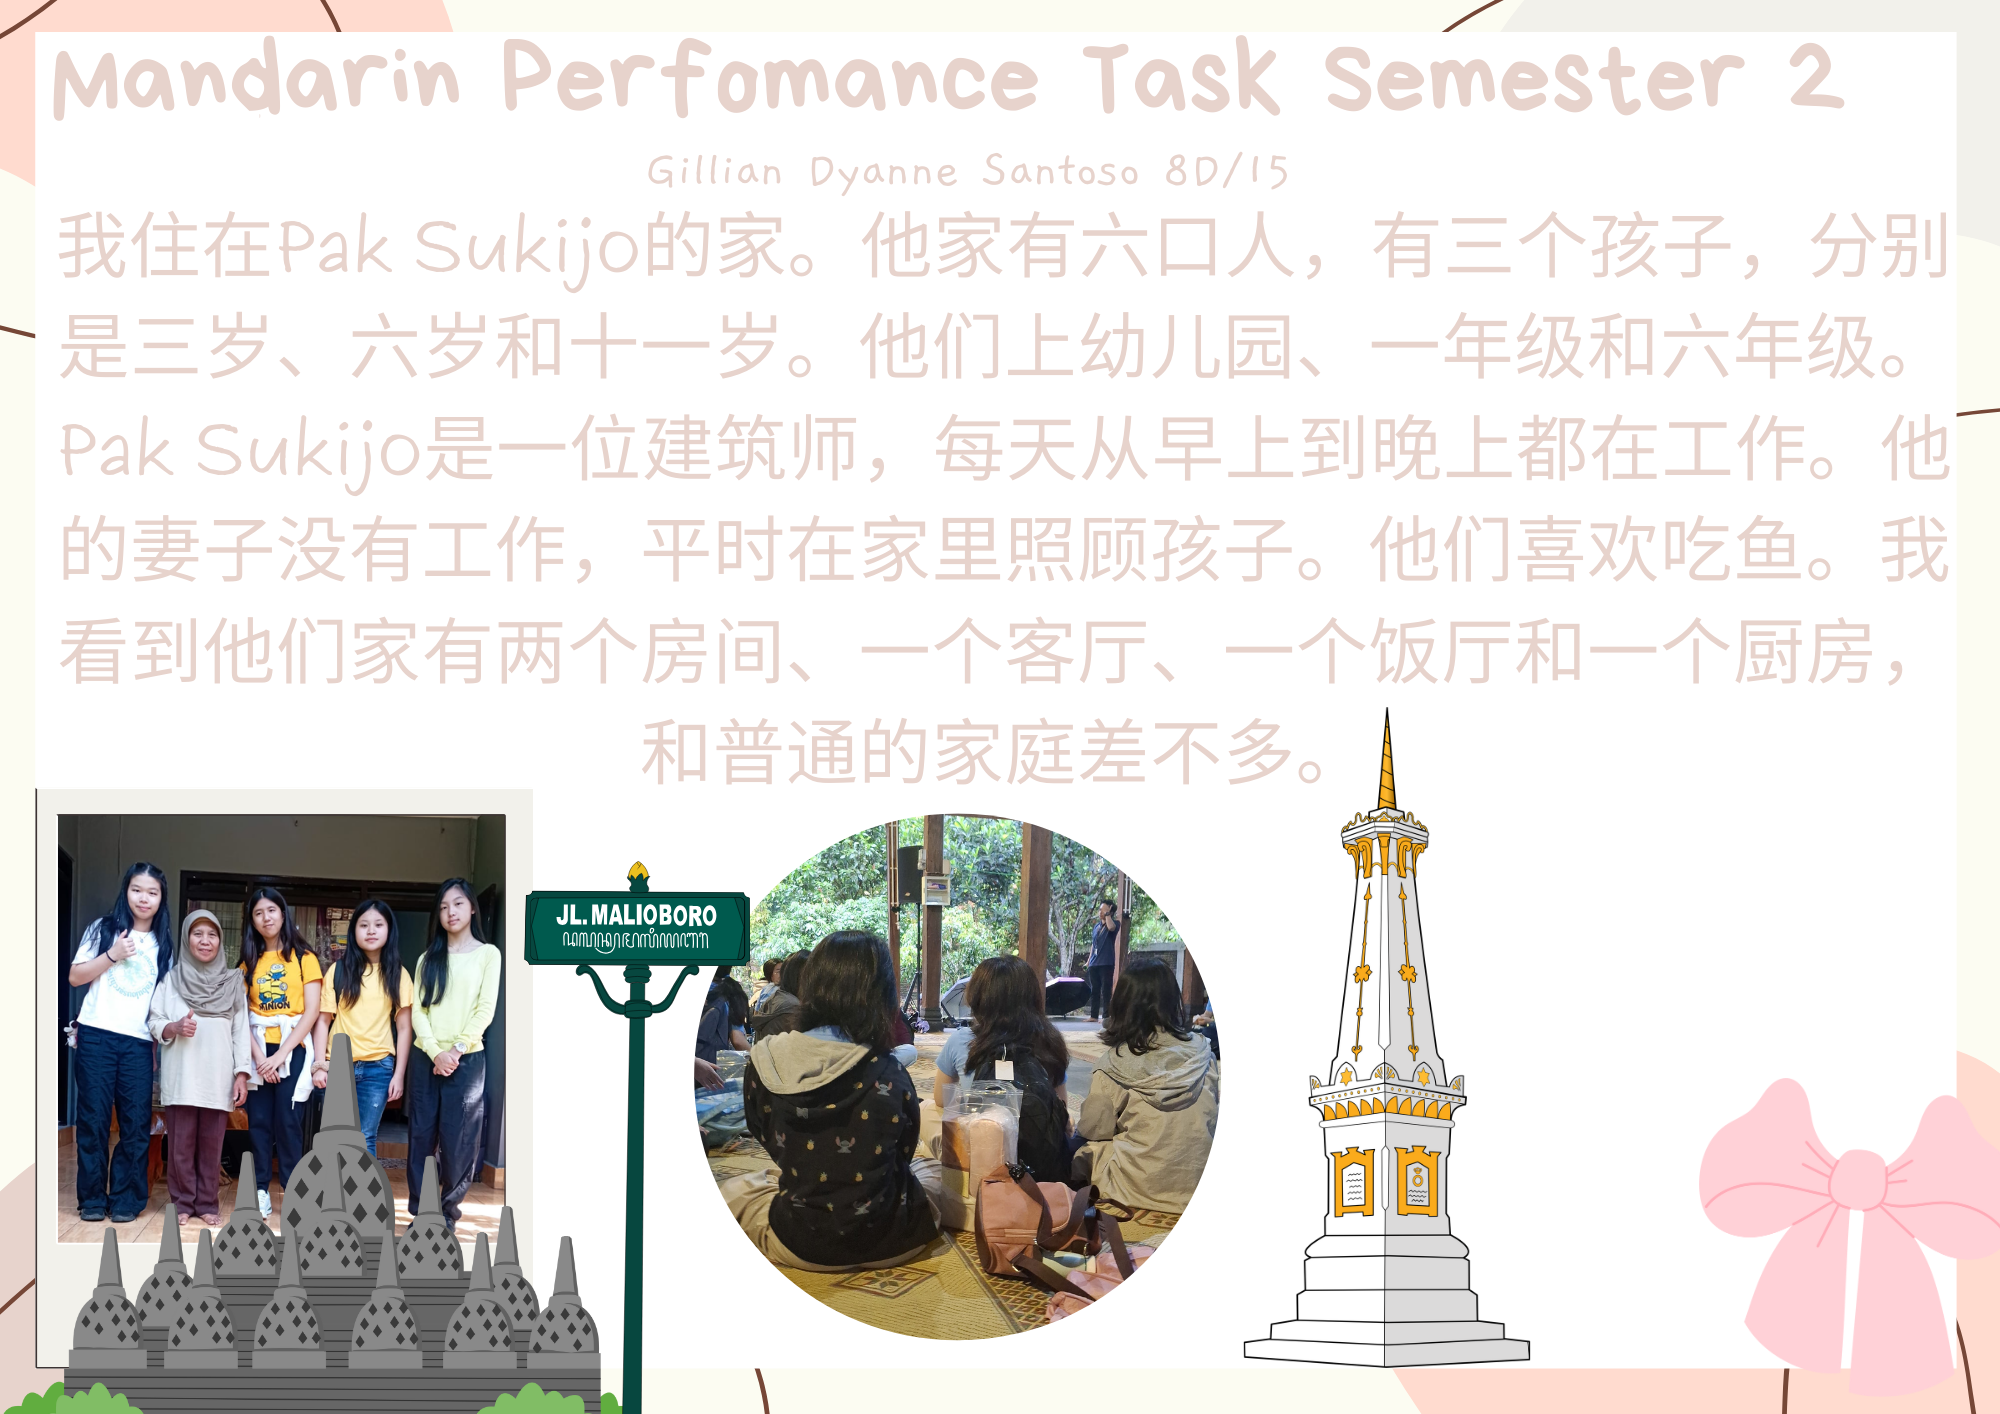 Mandarin Perfomance Task Semester 2
Gillian Dyanne Santoso 8D/15
我住在Pak Sukijo的家。他家有六口人，有三个孩子，分别
是三岁、六岁和十一岁。他们上幼儿园、一年级和六年级。
Pak Sukijo是一位建筑师，每天从早上到晚上都在工作。他
的妻子没有工作，平时在家里照顾孩子。他们喜欢吃鱼。我
看到他们家有两个房间、一个客厅、一个饭厅和一个厨房，
和普通的家庭差不多。
JL. MALIOBORO
MINION